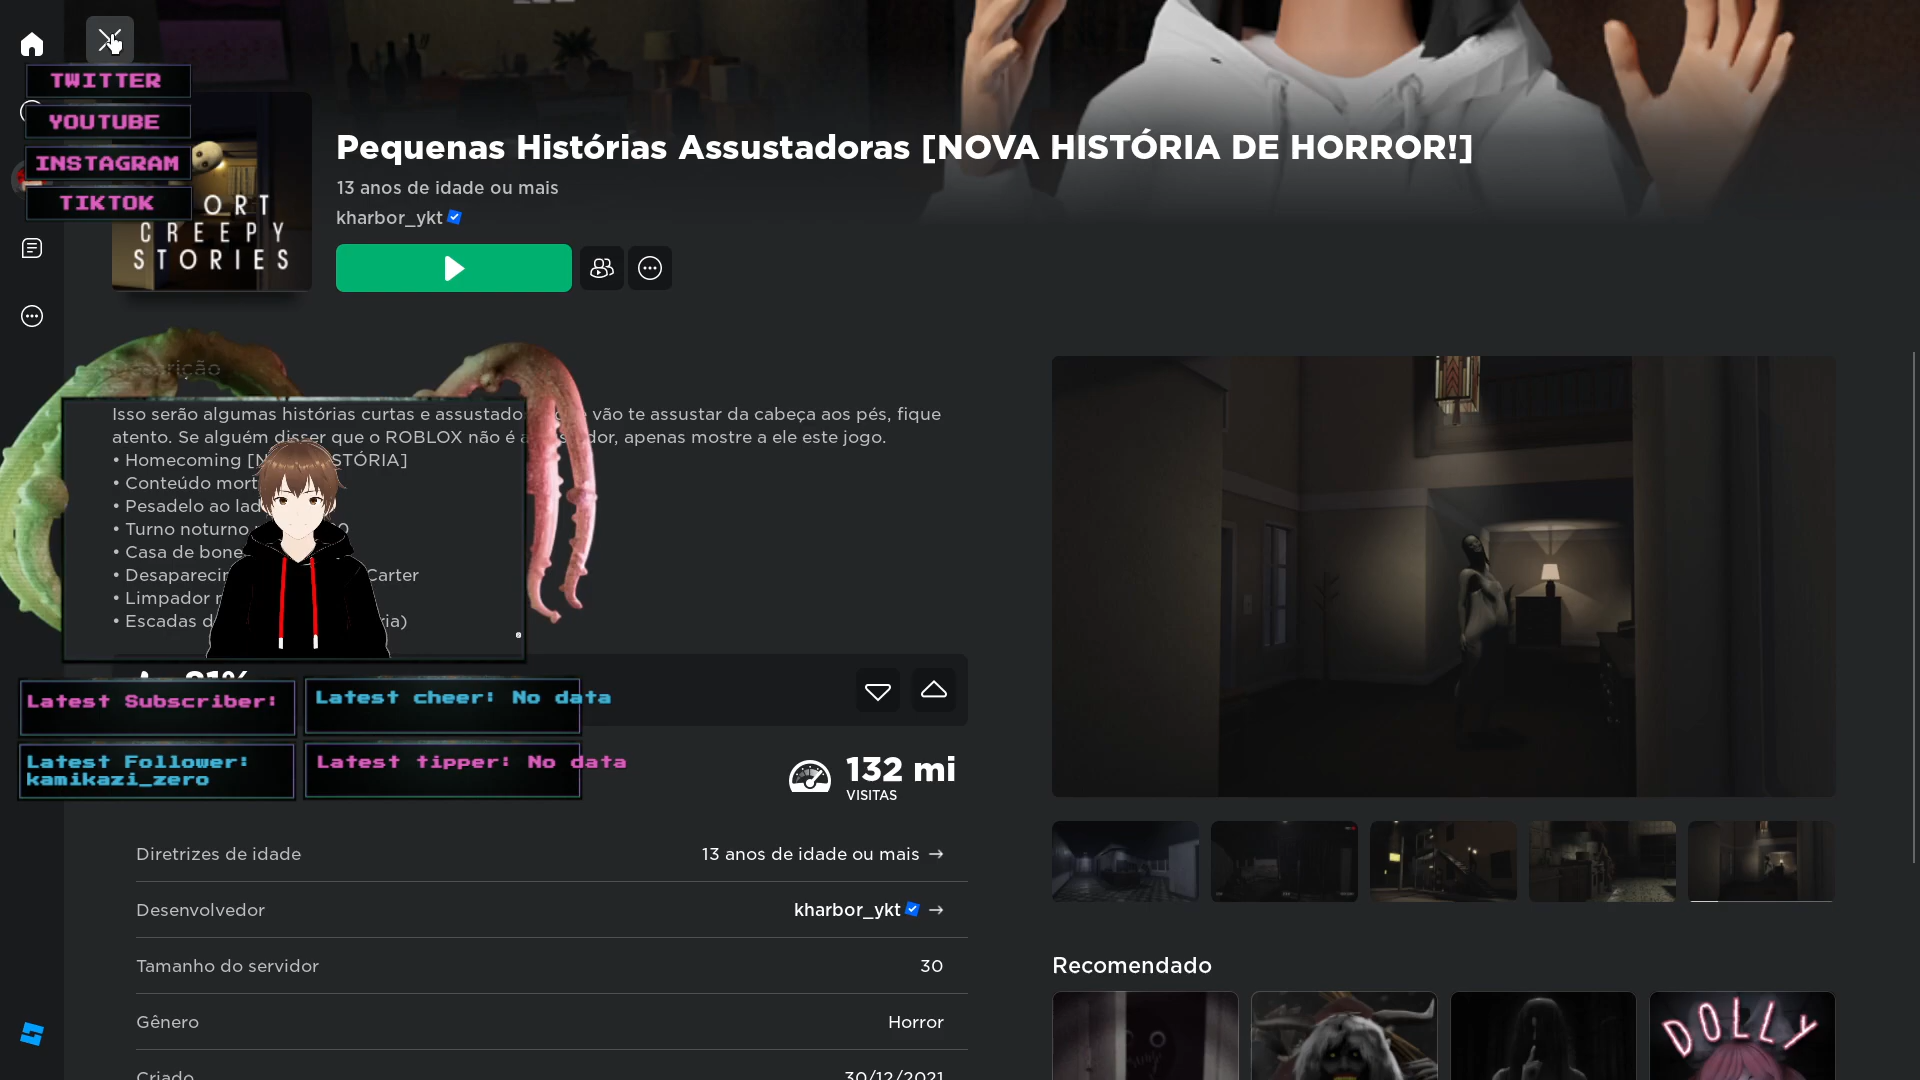 TWITTER
YOUTUBE
INSTAGRAM
TIKTOK
ORT
CREEPY
STORIES
Pequenas Histórias Assustadoras [NOVA HISTÓRIA DE HORROR!]
13 anos de idade ou mais
kharbor_ykt
Isso serão algumas histórias curtas e assustado vão te assustar da cabeça aos pés, fique
atento. Se alguém disser que o ROBLOX não é a dor, apenas mostre a ele este jogo.
• Homecoming [N STÓRIA]
• Conteúdo mort
• Pesadelo ao lad
• Turno noturno
• Casa de bone
• Desaparecir Carter
• Limpador
• Escadas d ria)
Latest Subscriber:
Latest cheer: No data
Latest Follower:
kamikazi_zero
Latest tipper: No data
132 mi
VISITAS
Diretrizes de idade
13 anos de idade ou mais
Desenvolvedor
kharbor_ykt
Tamanho do servidor
30
Gênero
Horror
Criado
30/12/2021
Recomendado
DOLLY